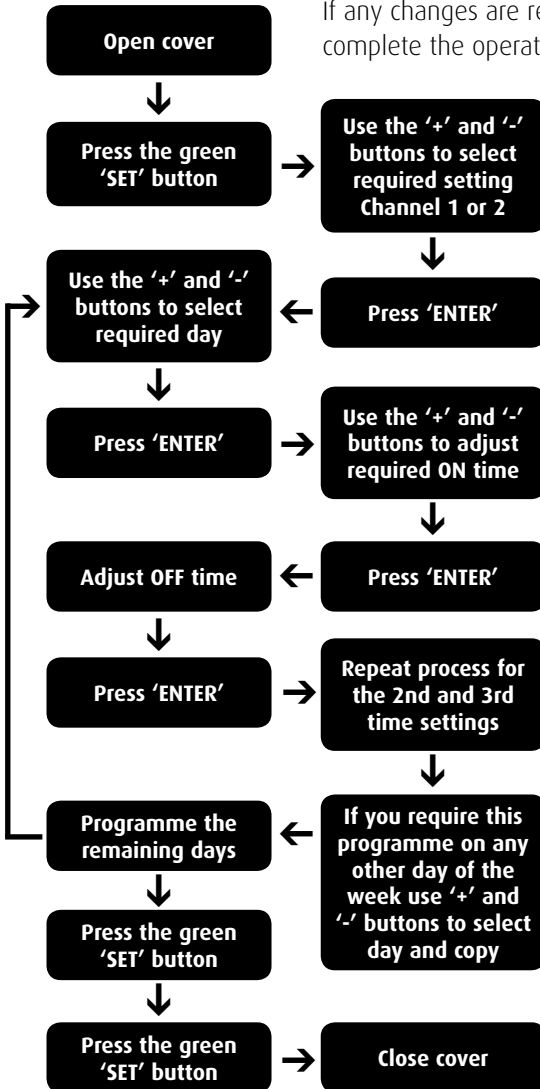 If any changes are
complete the
Open cover
Press the green
'SET' button
Use the '+' and '-'
buttons to select
required setting
Channel 1 or 2
Press 'ENTER'
Use the '+' and '-'
buttons to select
required day
Press 'ENTER'
Use the '+' and '-'
buttons to adjust
required ON time
Press 'ENTER'
Adjust OFF time
Press 'ENTER'
Repeat process for
the 2nd and 3rd
time settings
If you require this
programme on any
other day of the
week use '+' and
'-' buttons to select
day and copy
Programme the
remaining days
Press the green
'SET' button
Press the green
'SET' button
Close cover